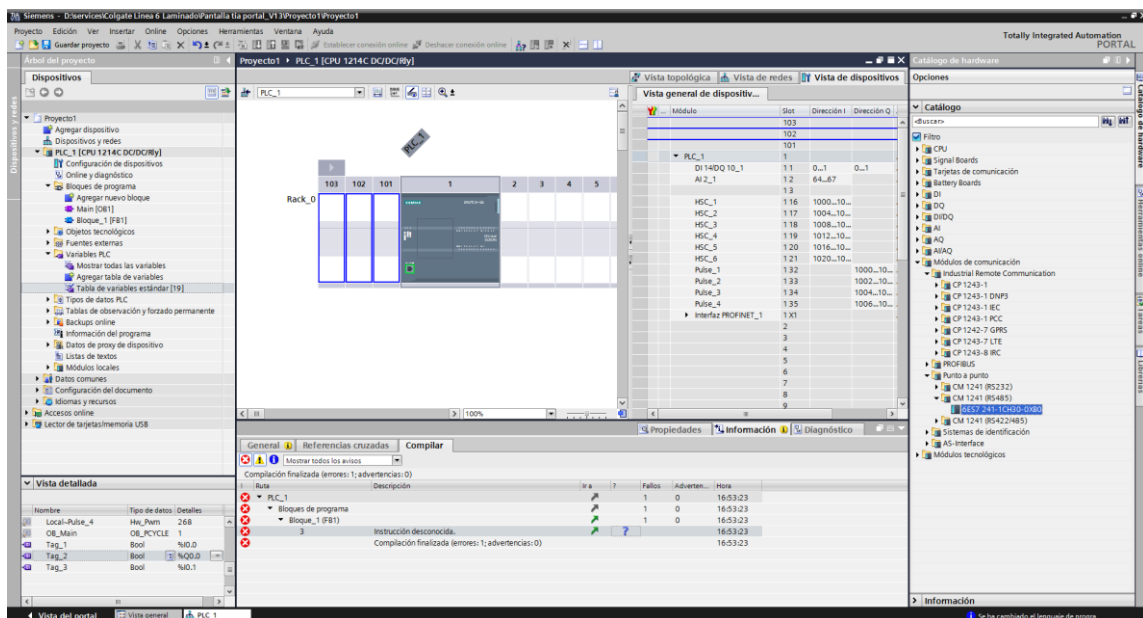 Siemens - D:\services\Colgate Linea 6 Laminado\Pantalla tia portal_V13\Proyecto1\Proyecto1
Proyecto Edición Ver Insertar Online Opciones Herramientas Ventana Ayuda
Guardar proyecto
Establecer conexión online Deshacer conexión online
Totally Integrated Automation
PORTAL
Árbol del proyecto
Dispositivos
Dispositivos y redes
Proyecto1
Agregar dispositivo
Dispositivos y redes
PLC_1 [CPU 1214C DC/DC/Rly]
Configuración de dispositivos
Online y diagnóstico
Bloques de programa
Agregar nuevo bloque
Main [OB1]
Bloque_1 [FB1]
Objetos tecnológicos
Fuentes externas
Variables PLC
Mostrar todas las variables
Agregar tabla de variables
Tabla de variables estándar [19]
Tipos de datos PLC
Tablas de observación y forzado permanente
Backups online
Información del programa
Datos de proxy de dispositivo
Listas de textos
Módulos locales
Datos comunes
Configuración del documento
Idiomas y recursos
Accesos online
Lector de tarjetas/memoria USB
Vista detallada
Nombre Tipo de datos Detalles
Local~Pulse_4 Hw_Pwm 268
OB_Main OB_PCYCLE 1
Tag_1 Bool %I0.0
Tag_2 Bool %Q0.0
Tag_3 Bool %I0.1
Proyecto1 PLC_1 [CPU 1214C DC/DC/Rly]
Vista topológica Vista de redes Vista de dispositivos
PLC_1
PLC_1
103 102 101 1 2 3 4 5
Rack_0
100%
Vista general de dispositiv...
... Módulo Slot Dirección I Dirección Q
103
102
101
PLC_1 1
DI 14/DQ 10_1 1 1 0...1 0...1
AI 2_1 1 2 64...67
1 3
HSC_1 1 16 1000...10...
HSC_2 1 17 1004...10...
HSC_3 1 18 1008...10...
HSC_4 1 19 1012...10...
HSC_5 1 20 1016...10...
HSC_6 1 21 1020...10...
Pulse_1 1 32 1000...10...
Pulse_2 1 33 1002...10...
Pulse_3 1 34 1004...10...
Pulse_4 1 35 1006...10...
Interfaz PROFINET_1 1 X1
2
3
4
5
6
7
8
9
Propiedades Información Diagnóstico
General Referencias cruzadas Compilar
Mostrar todos los avisos
Compilación finalizada (errores: 1; advertencias: 0)
! Ruta Descripción Ir a ? Fallos Adverten... Hora
PLC_1 1 0 16:53:23
Bloques de programa 1 0 16:53:23
Bloque_1 (FB1) 1 0 16:53:23
3 Instrucción desconocida. ? 16:53:23
Compilación finalizada (errores: 1; advertencias: 0) 16:53:23
Catálogo de hardware
Opciones
Catálogo
<Buscar>
Filtro
CPU
Signal Boards
Tarjetas de comunicación
Battery Boards
DI
DQ
DI/DQ
AI
AQ
AI/AQ
Módulos de comunicación
Industrial Remote Communication
CP 1243-1
CP 1243-1 DNP3
CP 1243-1 IEC
CP 1243-1 PCC
CP 1242-7 GPRS
CP 1243-7 LTE
CP 1243-8 IRC
PROFIBUS
Punto a punto
CM 1241 (RS232)
CM 1241 (RS485)
6ES7 241-1CH30-0XB0
CM 1241 (RS422/485)
Sistemas de identificación
AS-Interface
Módulos tecnológicos
Información
Catálogo de hardware
Herramientas online
Tareas
Librerías
Vista del portal Vista general PLC_1
Se ha cambiado el lenguaje de progra...